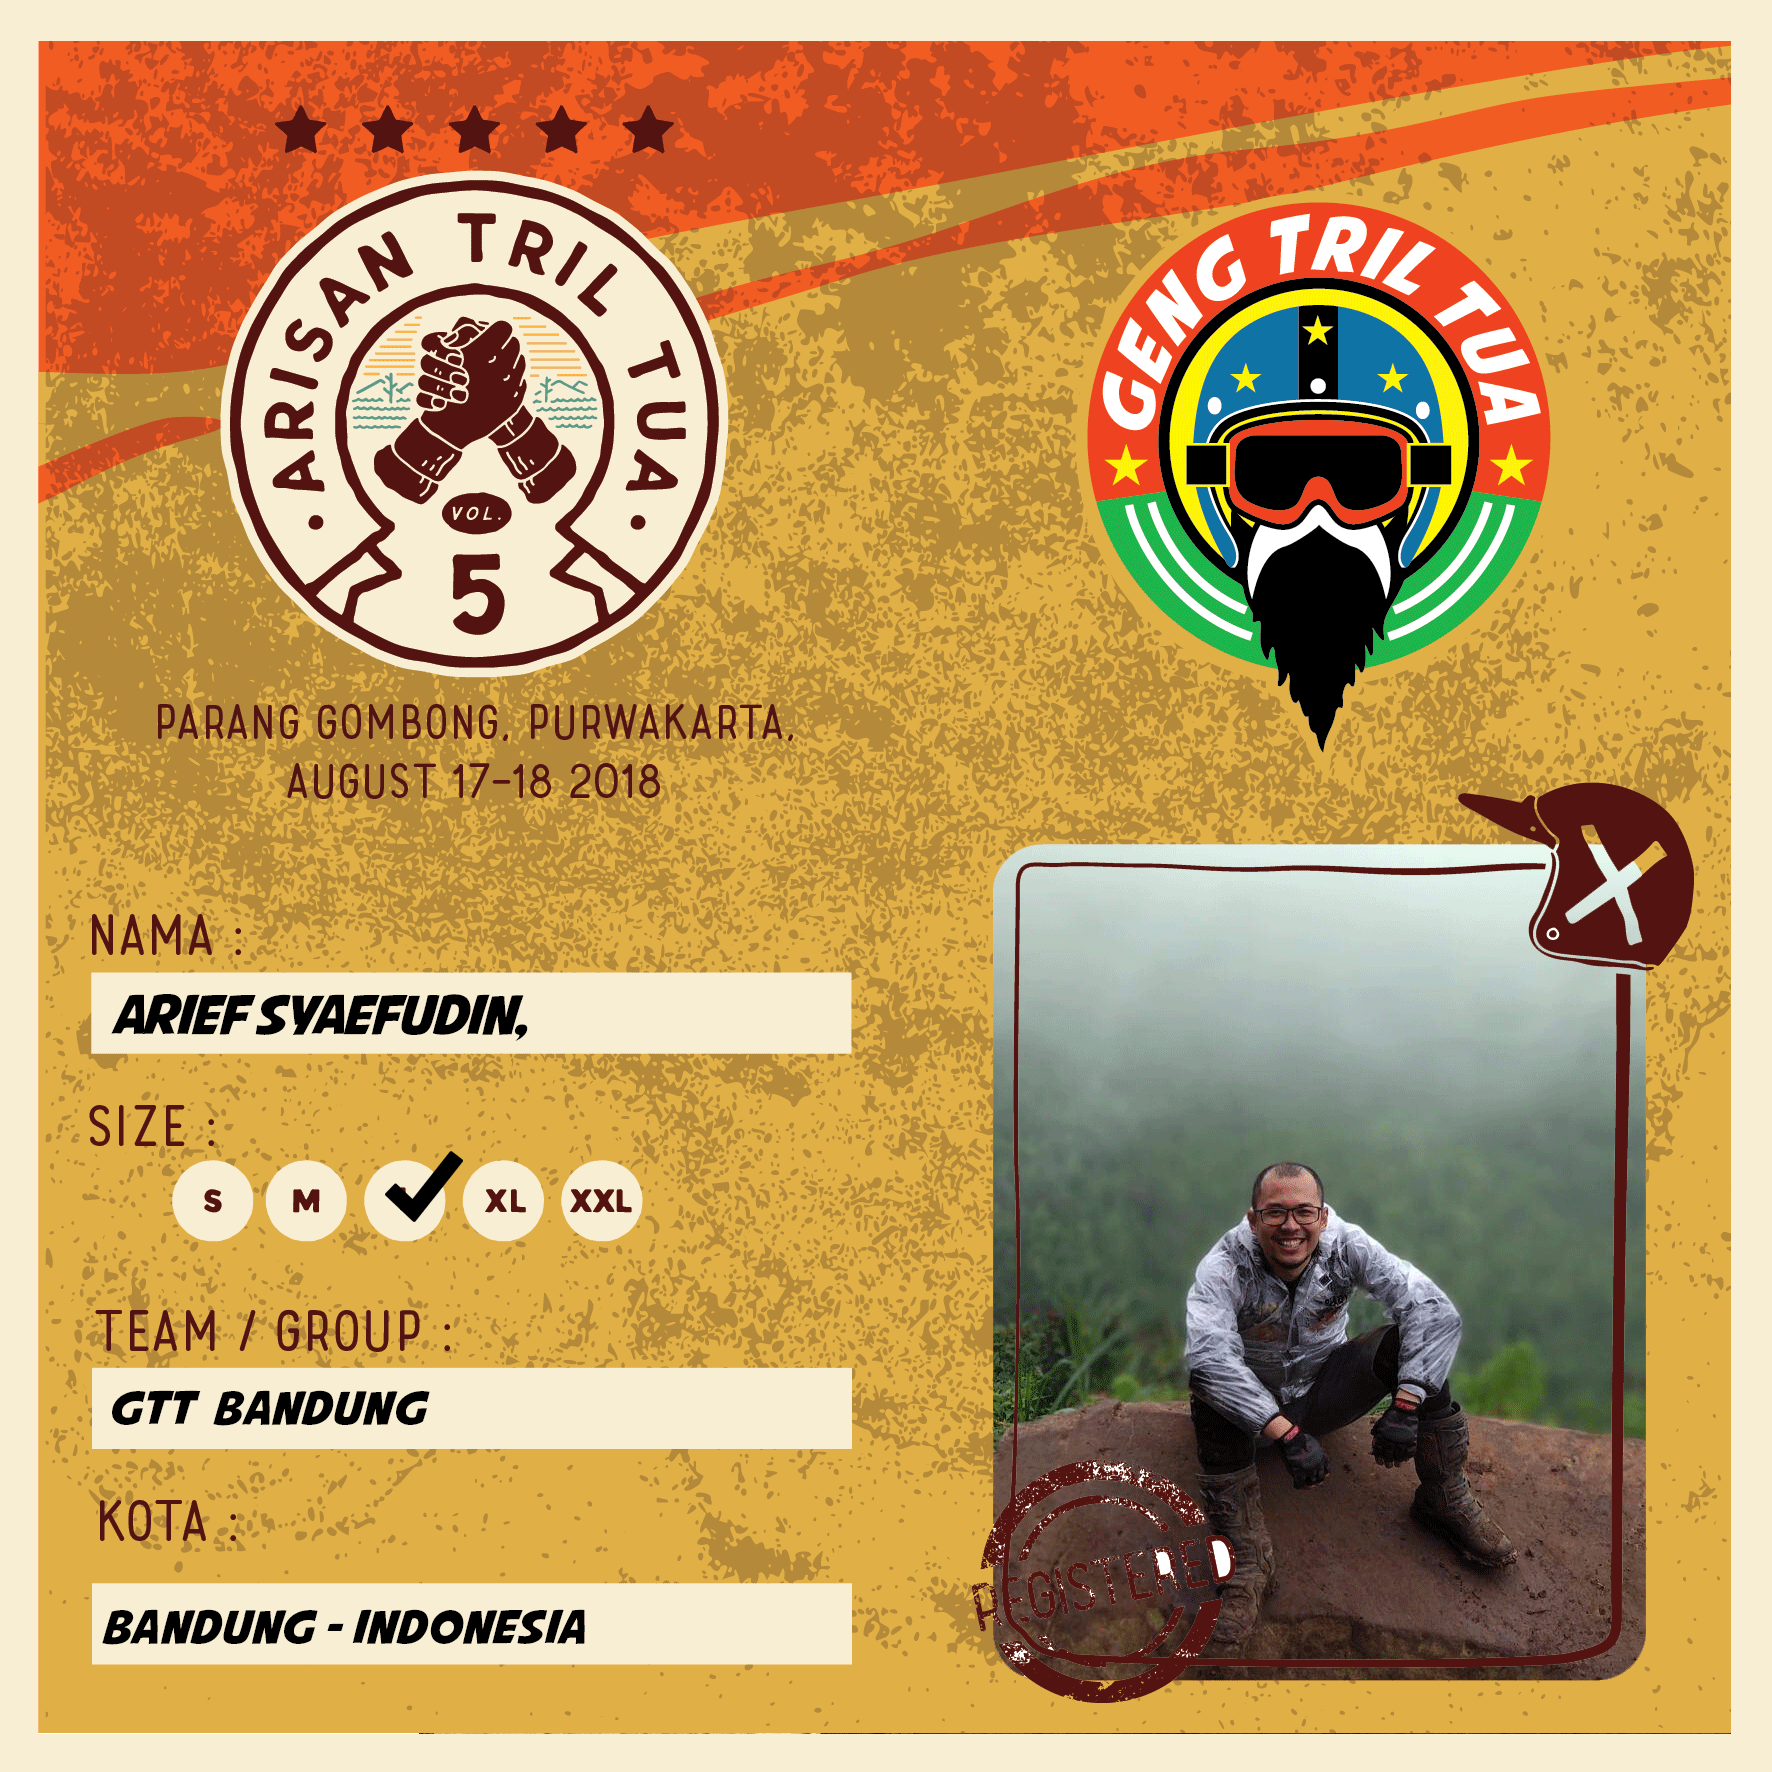 ARISAN TRIL TUA
VOL.
5
GENG TRIL TUA
PARANG GOMBONG, PURWAKARTA,
AUGUST 17-18 2018
NAMA :
ARIEF SYAEFUDIN,
SIZE :
S M XL XXL
TEAM / GROUP :
GTT BANDUNG
KOTA :
BANDUNG - INDONESIA
REGISTERED